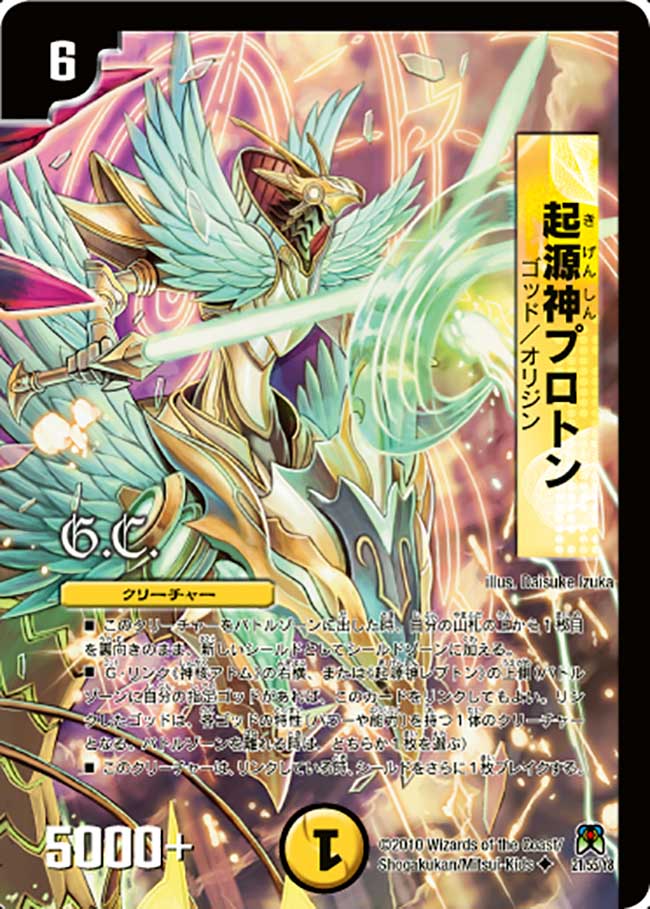 6
起源神プロトン
きげんしん
ゴッド／オリジン
G.C.
illus. Daisuke Izuka
クリーチャー
■ このクリーチャーをバトルゾーンに出した時、自分の山札の上から1枚目
を裏向きのまま、新しいシールドとしてシールドゾーンに加える。
■ G・リンク《神核アトム》の右横、または《起源神レプトン》の上側(バトル
ゾーンに自分の指定ゴッドがあれば、このカードをリンクしてもよい。リン
クしたゴッドは、各ゴッドの特性(パワーや能力)を持つ1体のクリーチャー
となる。バトルゾーンを離れる時は、どちらか1枚を選ぶ)
■ このクリーチャーは、リンクしている時、シールドをさらに1枚ブレイクする。
5000+
1
©2010 Wizards of the Coast/
Shogakukan/Mitsui-Kids
21/55/Y8